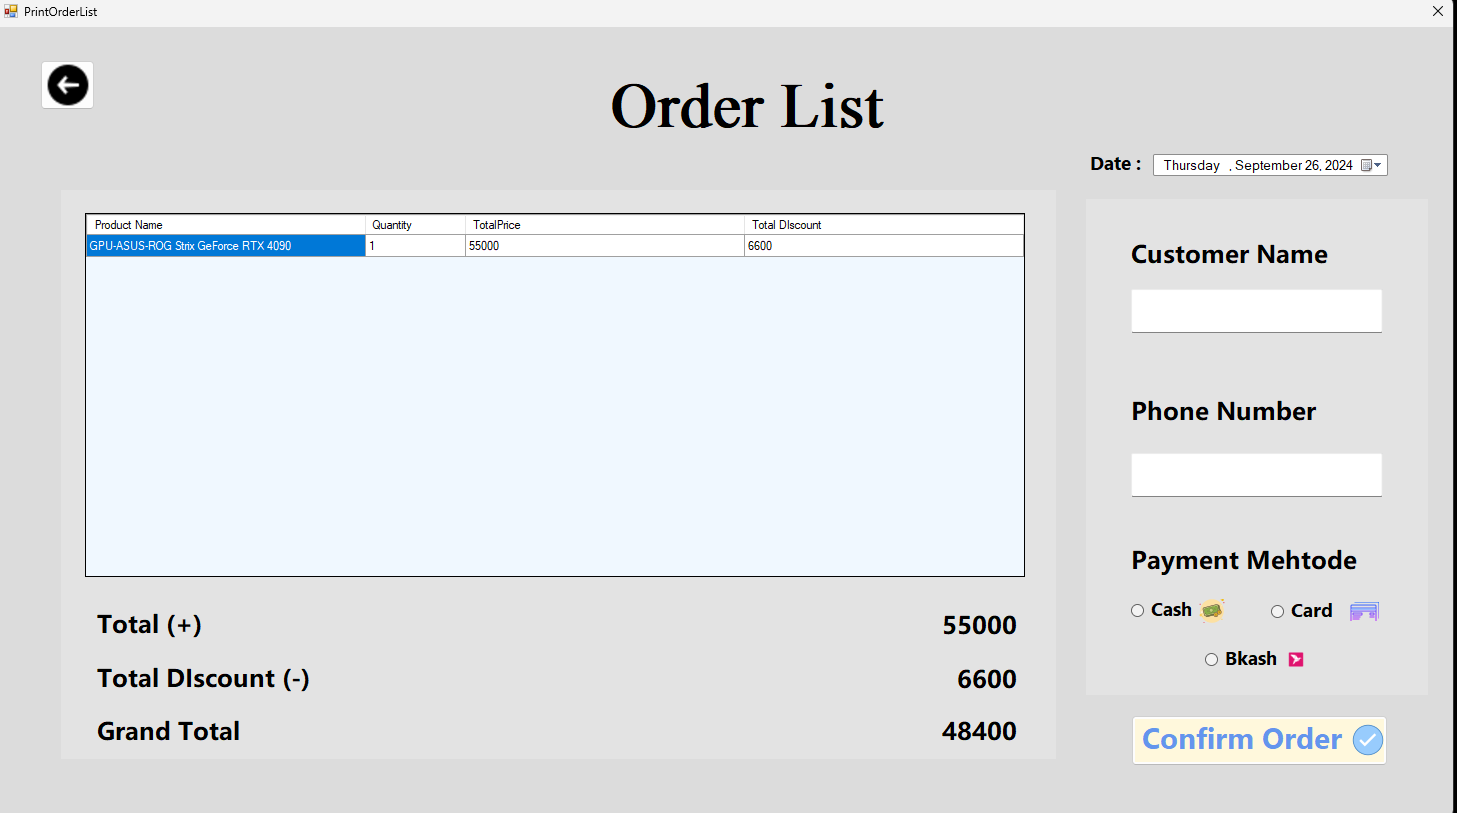 PrintOrderList
Order List
Date : Thursday , September 26, 2024
Product Name Quantity TotalPrice Total DIscount
GPU-ASUS-ROG Strix GeForce RTX 4090 1 55000 6600
Total (+) 55000
Total DIscount (-) 6600
Grand Total 48400
Customer Name
Phone Number
Payment Mehtode
Cash Card
Bkash
Confirm Order